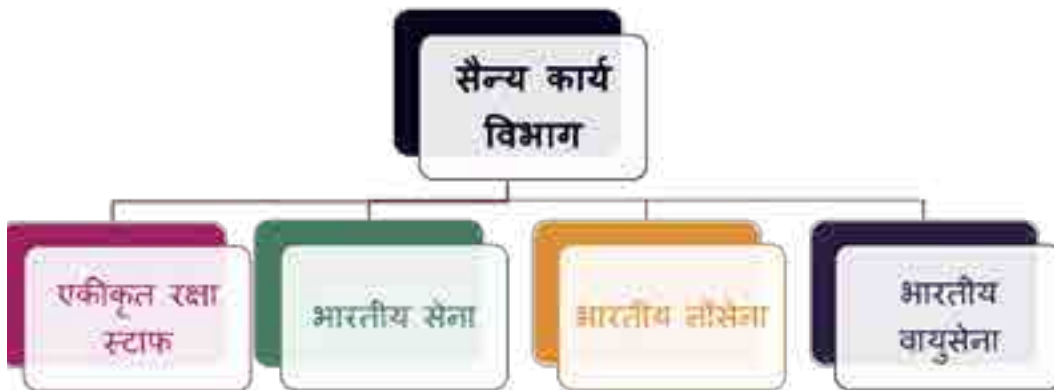 सैन्य कार्य
विभाग
एकीकृत रक्षा
स्टाफ
भारतीय सेना
भारतीय नौसेना
भारतीय
वायुसेना